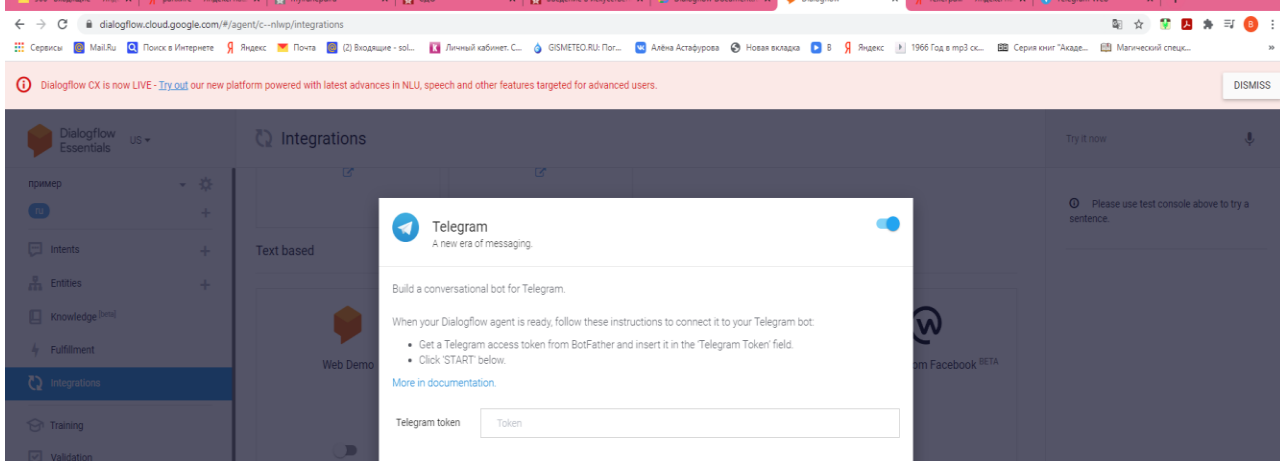 dialogflow.cloud.google.com/#/agent/c--nlwp/integrations
Сервисы Mail.Ru Поиск в Интернете Яндекс Почта (2) Входящие - sol... Личный кабинет. С... GISMETEO.RU: Пог... Алёна Астафурова Новая вкладка В Яндекс 1966 Год в mp3 ск... Серия книг "Акаде... Магический спецк... »
Dialogflow CX is now LIVE - Try out our new platform powered with latest advances in NLU, speech and other features targeted for advanced users.
DISMISS
Dialogflow
Essentials
US
Integrations
Try it now
пример
ru
Please use test console above to try a
sentence.
Intents
Entities
Knowledge [beta]
Fulfillment
Integrations
Training
Validation
Text based
Web Demo
om Facebook BETA
Telegram
A new era of messaging.
Build a conversational bot for Telegram.
When your Dialogflow agent is ready, follow these instructions to connect it to your Telegram bot:
• Get a Telegram access token from BotFather and insert it in the 'Telegram Token' field.
• Click 'START' below.
More in documentation.
Telegram token
Token